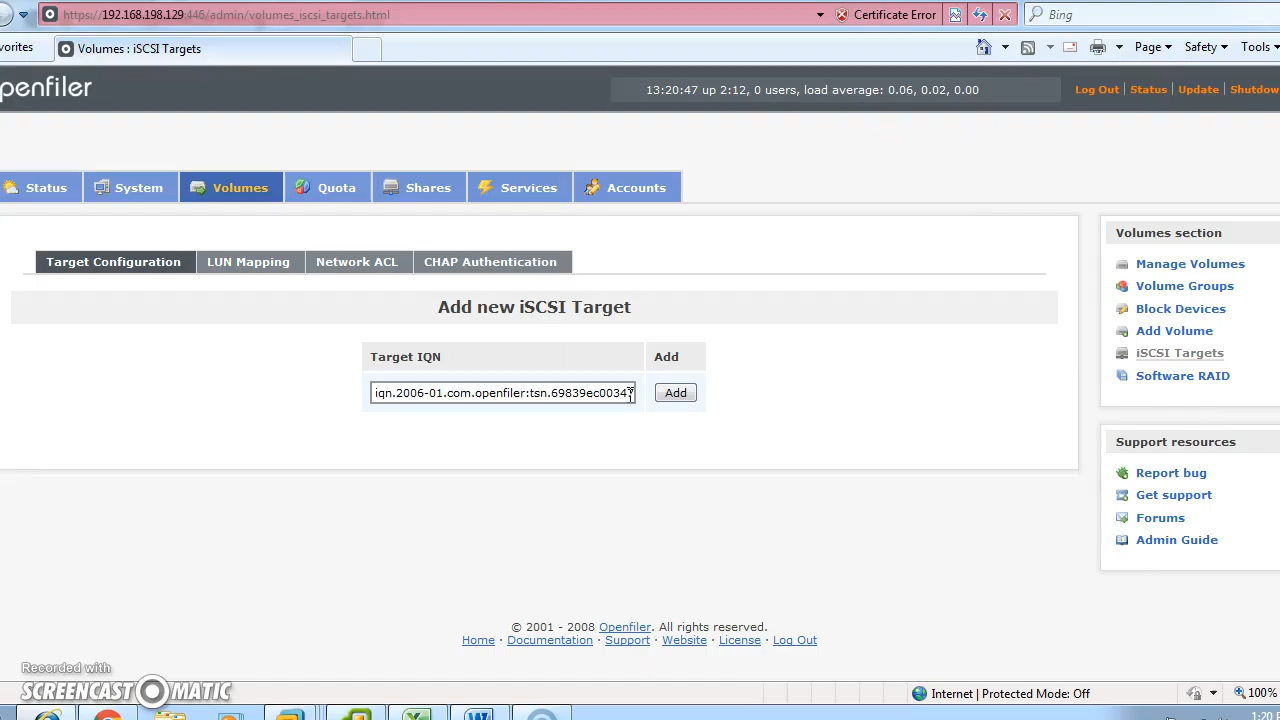 https://192.168.198.129:446/admin/volumes_iscsi_targets.html
Certificate Error
Bing
orites
Volumes : iSCSI Targets
Page
Safety
Tools
penfiler
13:20:47 up 2:12, 0 users, load average: 0.06, 0.02, 0.00
Log Out | Status | Update | Shutdow
Status
System
Volumes
Quota
Shares
Services
Accounts
Target Configuration
LUN Mapping
Network ACL
CHAP Authentication
Add new iSCSI Target
Target IQN
Add
iqn.2006-01.com.openfiler:tsn.69839ec0034
Add
Volumes section
Manage Volumes
Volume Groups
Block Devices
Add Volume
iSCSI Targets
Software RAID
Support resources
Report bug
Get support
Forums
Admin Guide
© 2001 - 2008 Openfiler. All rights reserved.
Home · Documentation · Support · Website · License · Log Out
Recorded with
SCREENCAST MATIC
Internet | Protected Mode: Off
100%
1:20